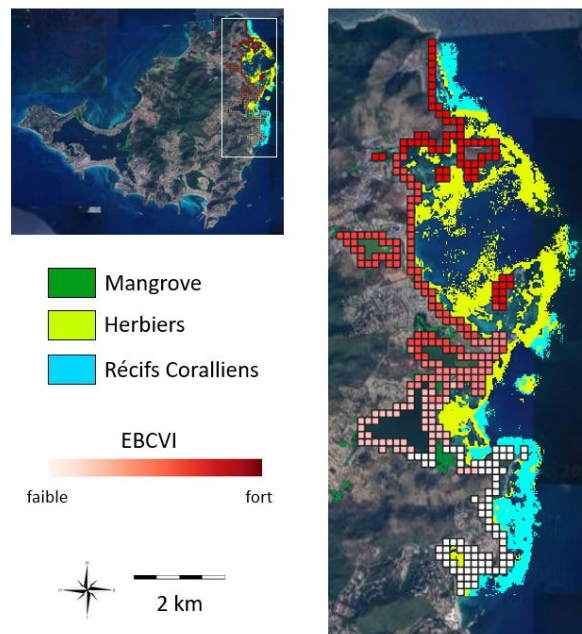 Mangrove
Herbiers
Récifs Coralliens
EBCVI
faible fort
2 km